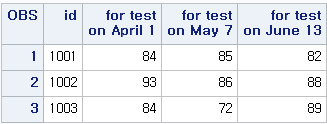 OBS id for test on April 1 for test on May 7 for test on June 13
1 1001 84 85 82
2 1002 93 86 88
3 1003 84 72 89